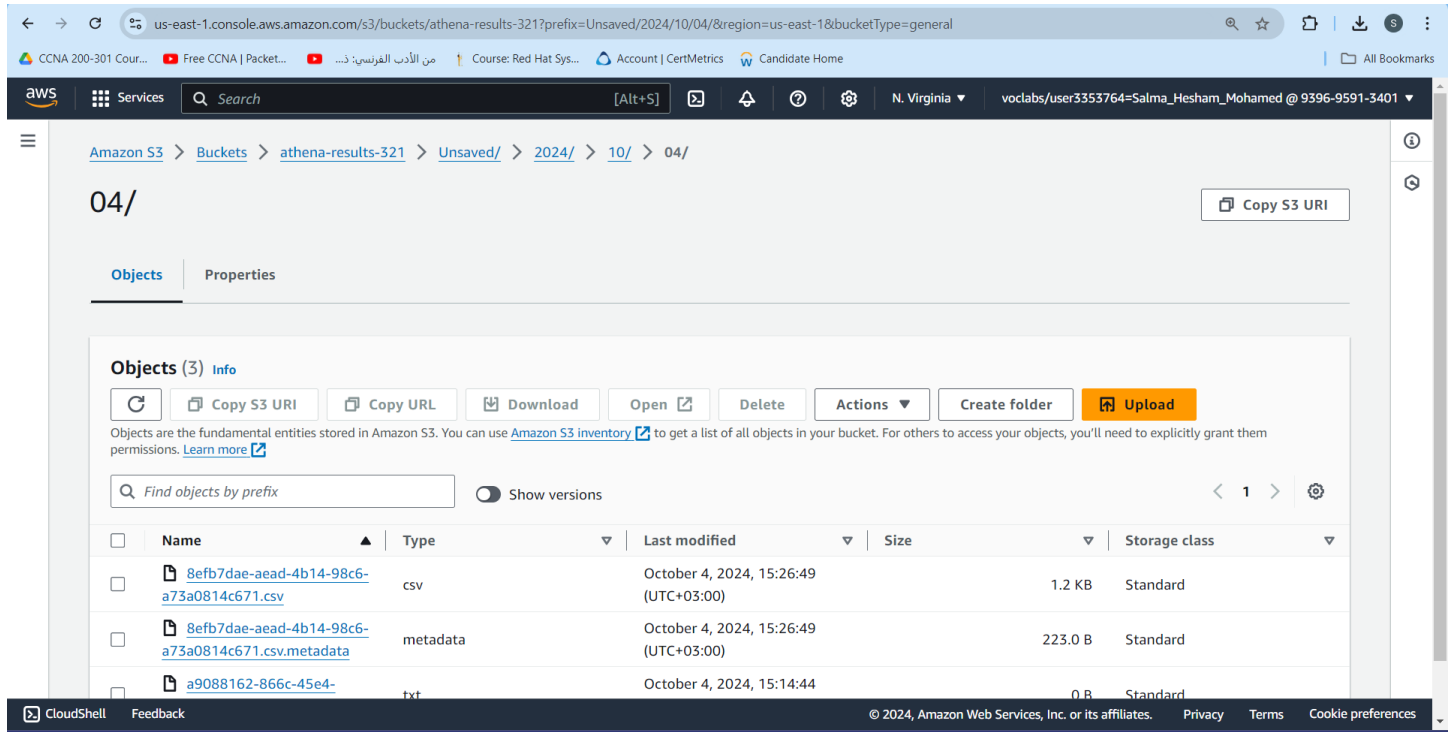 us-east-1.console.aws.amazon.com/s3/buckets/athena-results-321?prefix=Unsaved/2024/10/04/&region=us-east-1&bucketType=general
S
CCNA 200-301 Cour... Free CCNA | Packet... من الأدب الفرنسي: ذ... Course: Red Hat Sys... Account | CertMetrics Candidate Home All Bookmarks
aws Services Search [Alt+S] N. Virginia voclabs/user3353764=Salma_Hesham_Mohamed @ 9396-9591-3401
Amazon S3 > Buckets > athena-results-321 > Unsaved/ > 2024/ > 10/ > 04/
04/
Copy S3 URI
Objects Properties
Objects (3) Info
Copy S3 URI Copy URL Download Open Delete Actions Create folder Upload
Objects are the fundamental entities stored in Amazon S3. You can use Amazon S3 inventory to get a list of all objects in your bucket. For others to access your objects, you'll need to explicitly grant them
permissions. Learn more
Find objects by prefix Show versions 1
Name Type Last modified Size Storage class
8efb7dae-aead-4b14-98c6-
a73a0814c671.csv csv October 4, 2024, 15:26:49
(UTC+03:00) 1.2 KB Standard
8efb7dae-aead-4b14-98c6-
a73a0814c671.csv.metadata metadata October 4, 2024, 15:26:49
(UTC+03:00) 223.0 B Standard
a9088162-866c-45e4- October 4, 2024, 15:14:44
txt 0 B Standard
CloudShell Feedback © 2024, Amazon Web Services, Inc. or its affiliates. Privacy Terms Cookie preferences